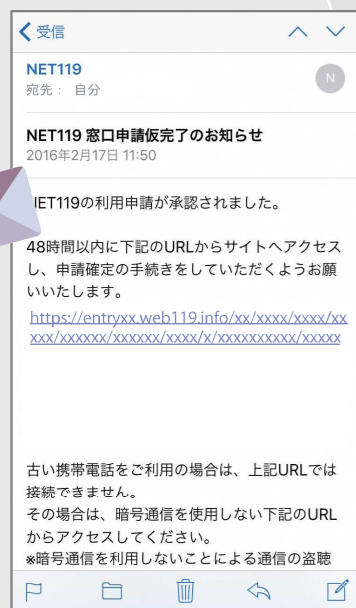 受信
NET119
宛先： 自分
N
NET119 窓口申請仮完了のお知らせ
2016年2月17日 11:50
NET119の利用申請が承認されました。
48時間以内に下記のURLからサイトへアクセス
し、申請確定の手続きをしていただくようお願
いいたします。
https://entryxx.web119.info/xx/xxxx/xxxx/xx
xxx/xxxxxx/xxxxxx/xxxx/x/xxxxxxxxxx/xxxxx
古い携帯電話をご利用の場合は、上記URLでは
接続できません。
その場合は、暗号通信を使用しない下記のURL
からアクセスしてください。
※暗号通信を利用しないことによる通信の盗聴